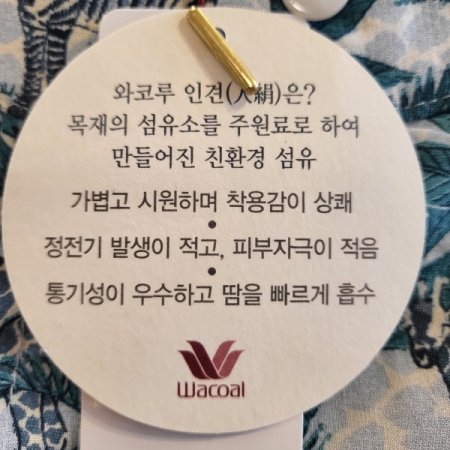 와코루 인견(人絹)은?
목재의 섬유소를 주원료로 하여
만들어진 친환경 섬유
가볍고 시원하며 착용감이 상쾌
•
정전기 발생이 적고, 피부자극이 적음
•
통기성이 우수하고 땀을 빠르게 흡수
Wacoal